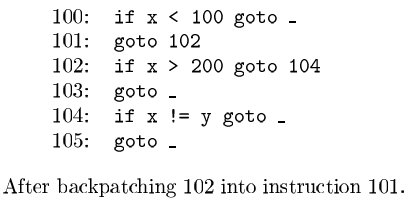 100: if x < 100 goto _
101: goto 102
102: if x > 200 goto 104
103: goto _
104: if x != y goto _
105: goto _
After backpatching 102 into instruction 101.